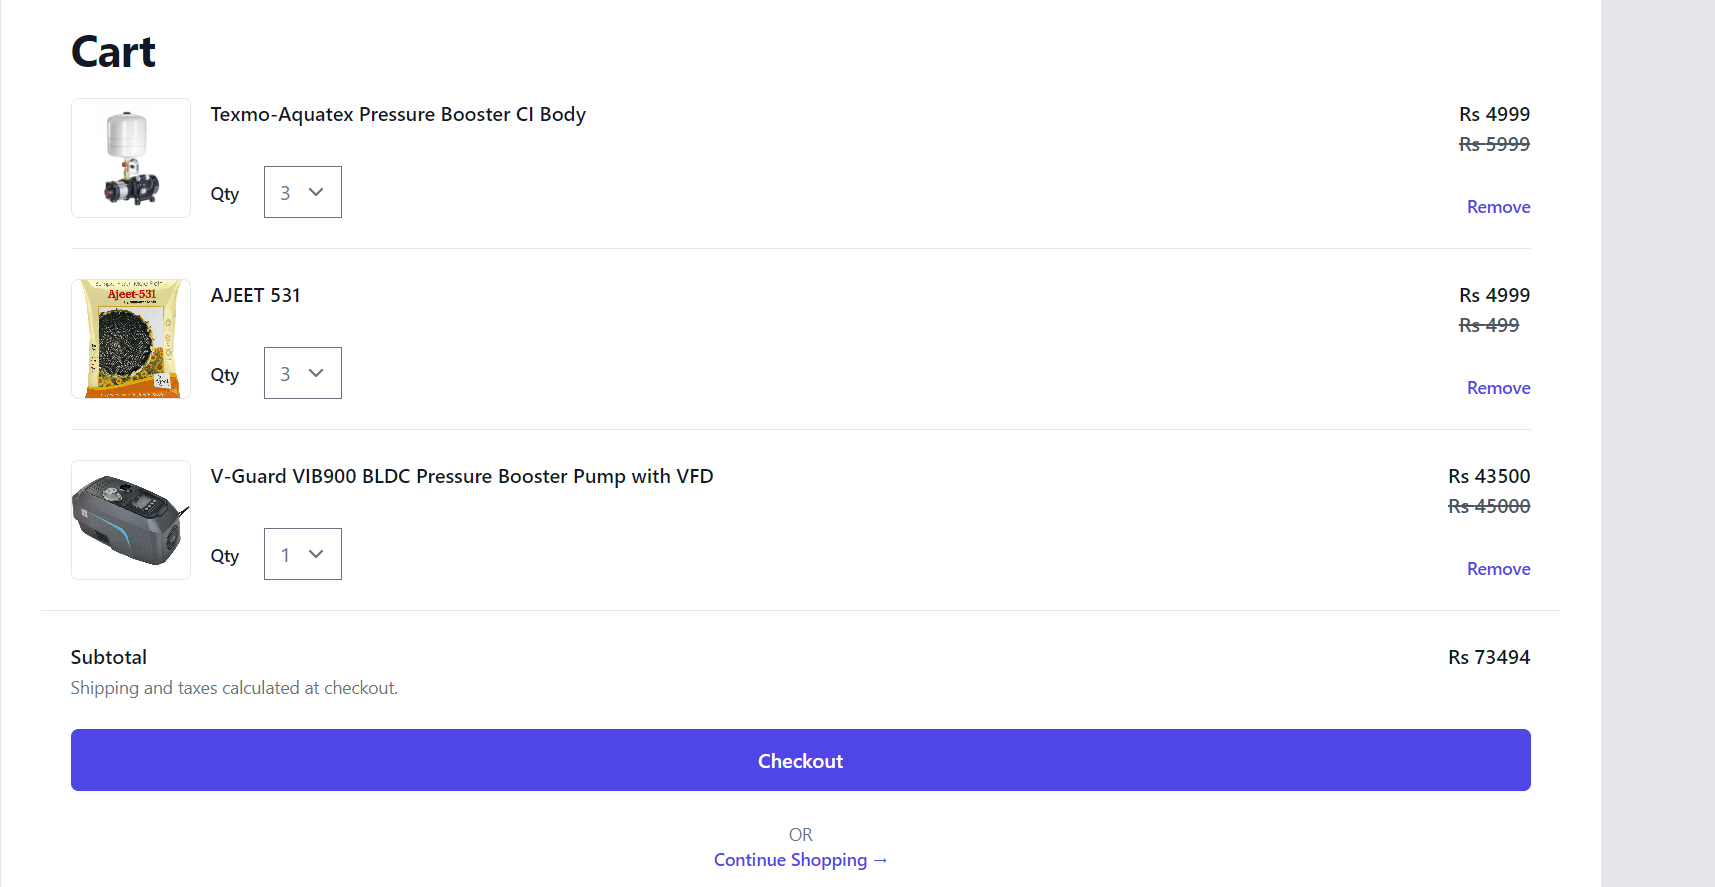 Cart
Texmo-Aquatex Pressure Booster CI Body
Rs 4999
Rs 5999
Qty
3
Remove
Ajeet-531
AJEET 531
Rs 4999
Rs 499
Qty
3
Remove
V-Guard VIB900 BLDC Pressure Booster Pump with VFD
Rs 43500
Rs 45000
Qty
1
Remove
Subtotal
Rs 73494
Shipping and taxes calculated at checkout.
Checkout
OR
Continue Shopping →